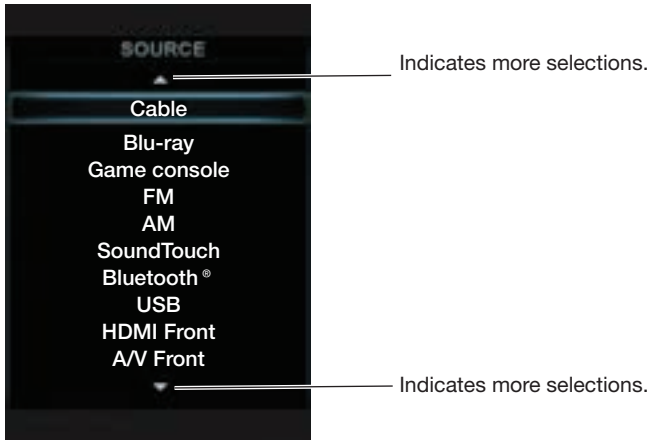 SOURCE
Indicates more selections.
Cable
Blu-ray
Game console
FM
AM
SoundTouch
Bluetooth ®
USB
HDMI Front
A/V Front
Indicates more selections.